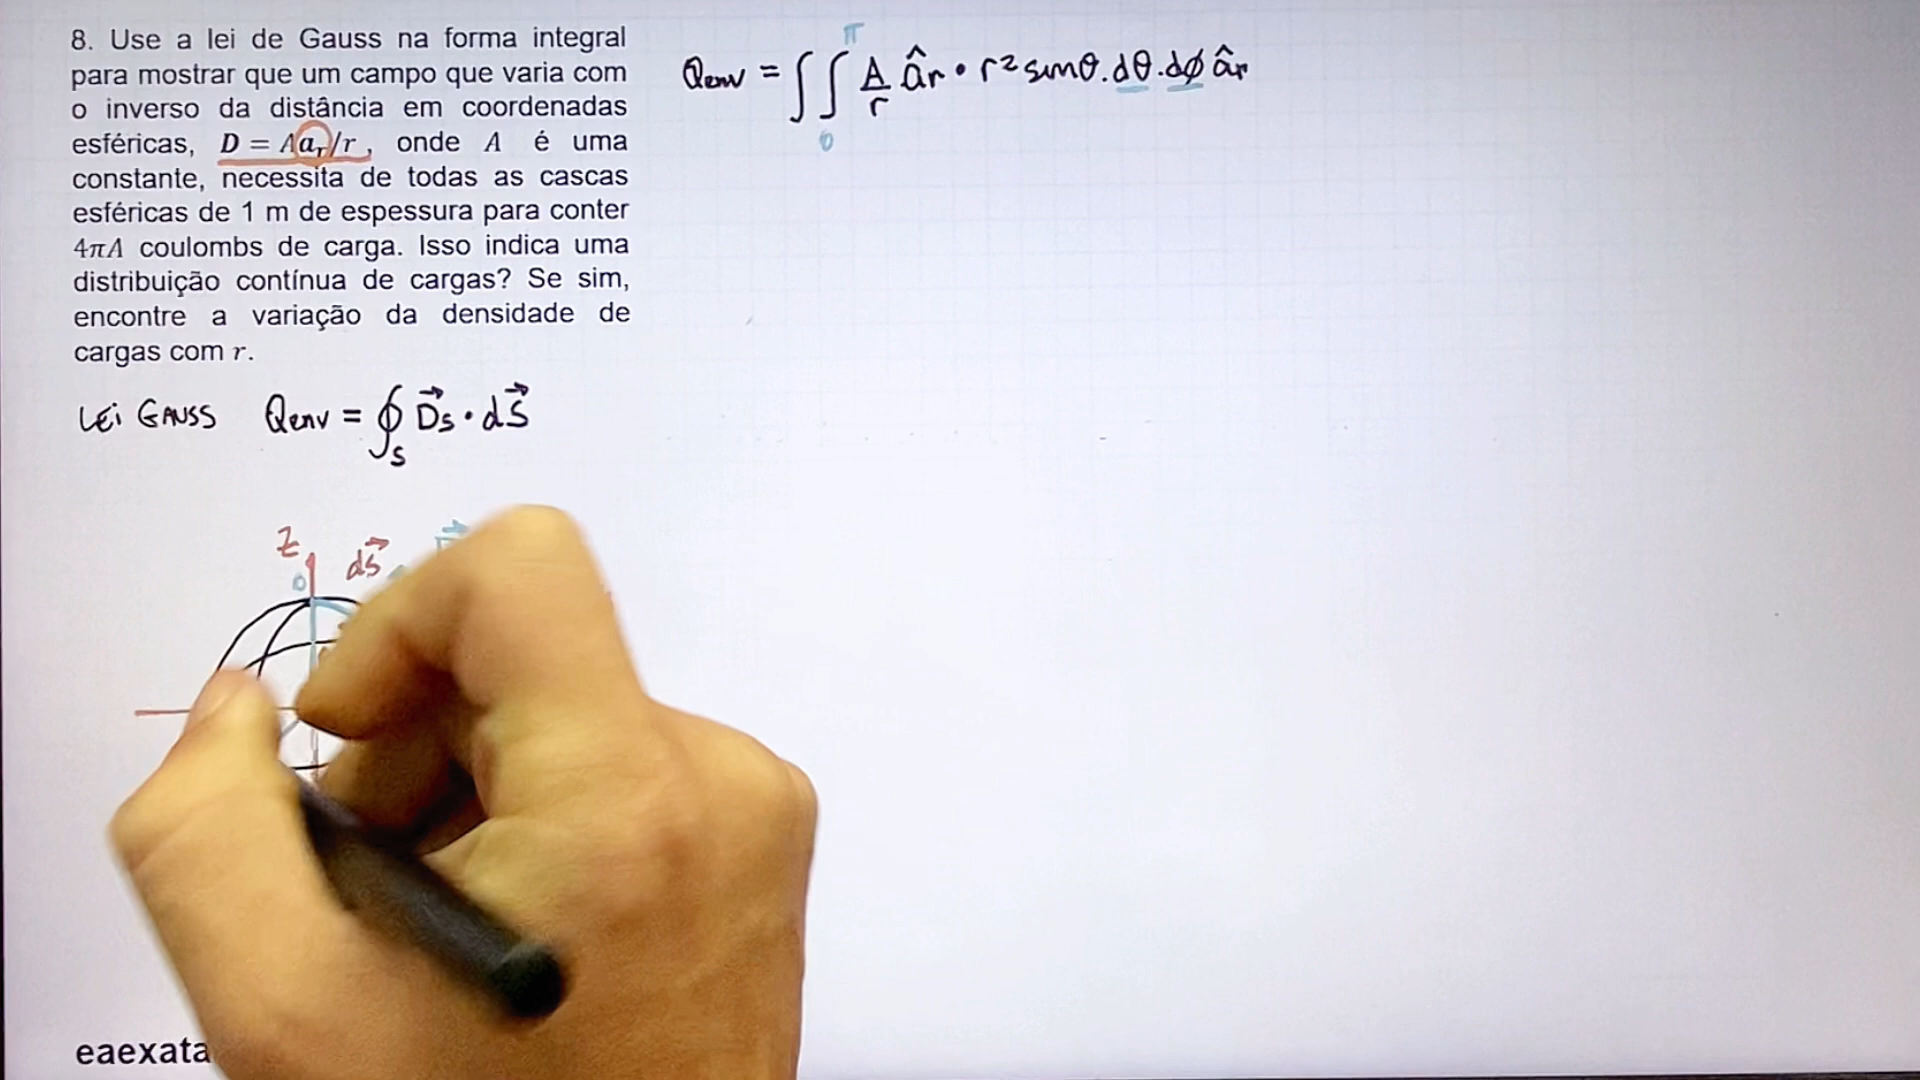 8. Use a lei de Gauss na forma integral
para mostrar que um campo que varia com
o inverso da distância em coordenadas
esféricas, D = Aaᵣ/r, onde A é uma
constante, necessita de todas as cascas
esféricas de 1 m de espessura para conter
4πA coulombs de carga. Isso indica uma
distribuição contínua de cargas? Se sim,
encontre a variação da densidade de
cargas com r.
LEI GAUSS Qenv = ∮S D⃗s · dS⃗
Z
0 dS⃗
eaexata
π
Qenv = ∫∫ A/r âr · r² senθ.dθ.dφ âr
0